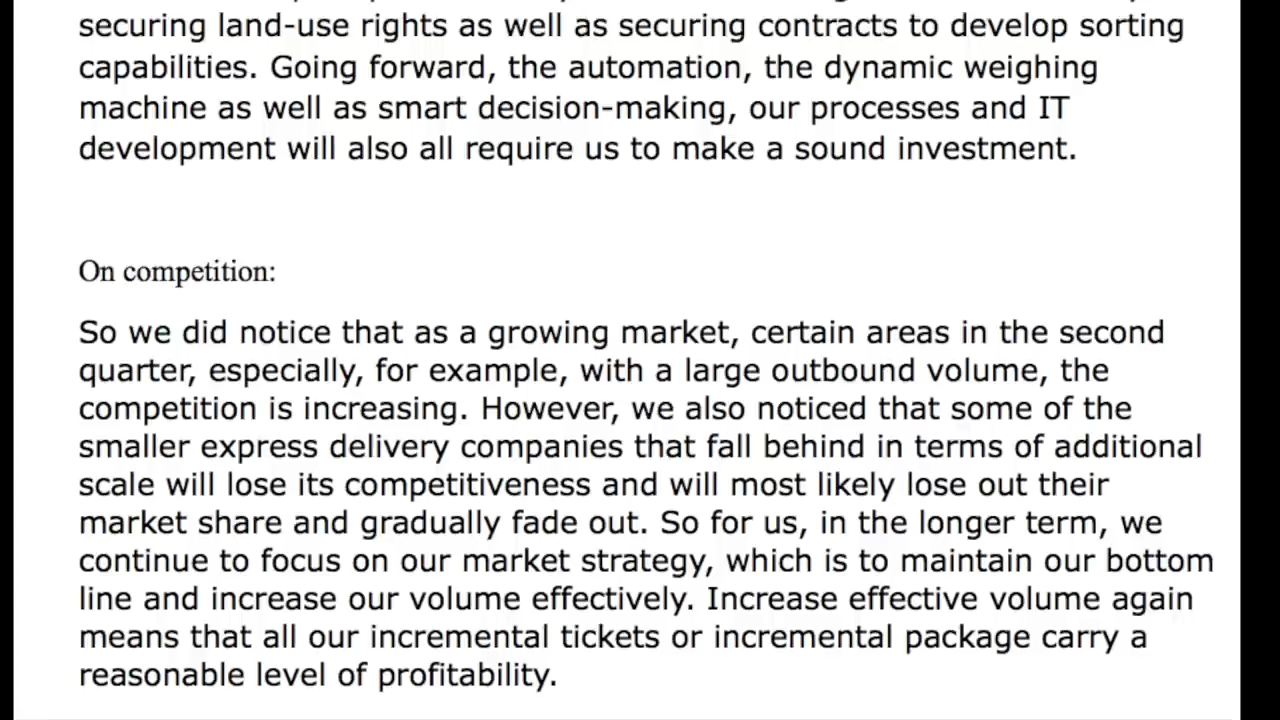 securing land-use rights as well as securing contracts to develop sorting
capabilities. Going forward, the automation, the dynamic weighing
machine as well as smart decision-making, our processes and IT
development will also all require us to make a sound investment.
On competition:
So we did notice that as a growing market, certain areas in the second
quarter, especially, for example, with a large outbound volume, the
competition is increasing. However, we also noticed that some of the
smaller express delivery companies that fall behind in terms of additional
scale will lose its competitiveness and will most likely lose out their
market share and gradually fade out. So for us, in the longer term, we
continue to focus on our market strategy, which is to maintain our bottom
line and increase our volume effectively. Increase effective volume again
means that all our incremental tickets or incremental package carry a
reasonable level of profitability.